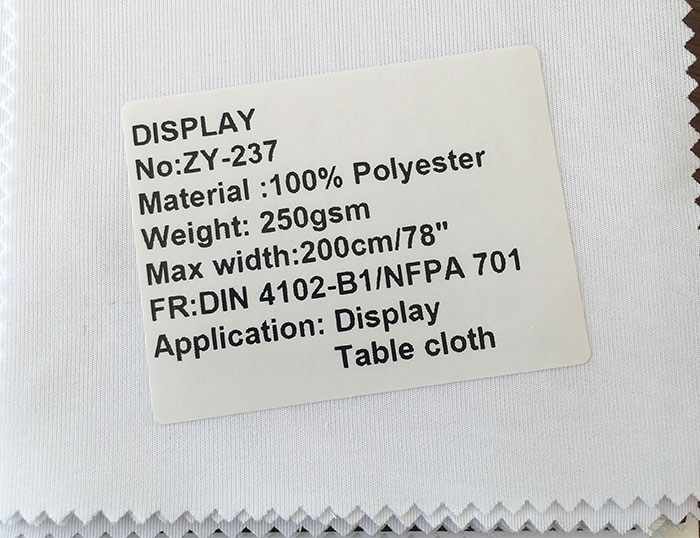 DISPLAY
No:ZY-237
Material :100% Polyester
Weight: 250gsm
Max width:200cm/78"
FR:DIN 4102-B1/NFPA 701
Application: Display
Table cloth